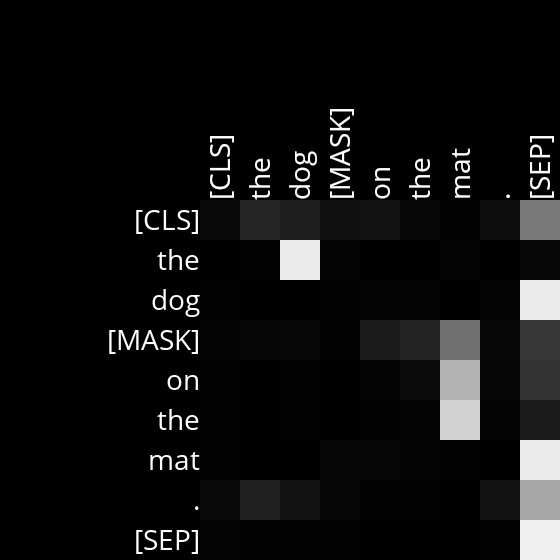 [CLS] the dog [MASK] on the mat . [SEP]
[CLS]
the
dog
[MASK]
on
the
mat
.
[SEP]